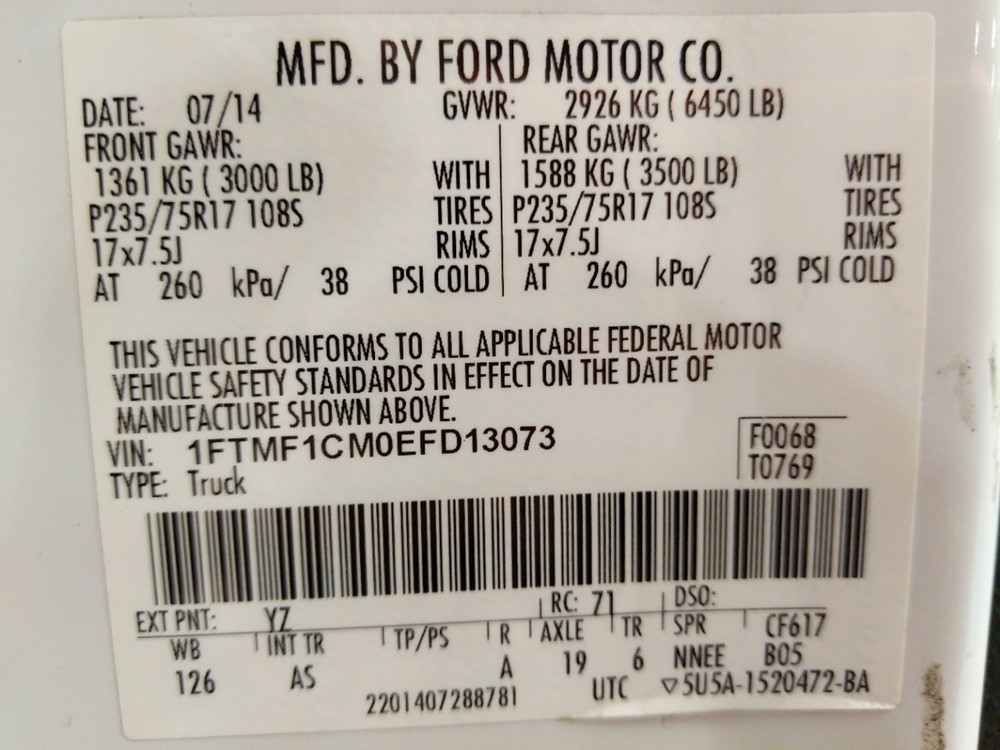 MFD. BY FORD MOTOR CO.
DATE: 07/14 GVWR: 2926 KG ( 6450 LB)
FRONT GAWR: REAR GAWR:
1361 KG ( 3000 LB) WITH 1588 KG ( 3500 LB) WITH
P235/75R17 108S TIRES P235/75R17 108S TIRES
17x7.5J RIMS 17x7.5J RIMS
AT 260 kPa/ 38 PSI COLD AT 260 kPa/ 38 PSI COLD
THIS VEHICLE CONFORMS TO ALL APPLICABLE FEDERAL MOTOR
VEHICLE SAFETY STANDARDS IN EFFECT ON THE DATE OF
MANUFACTURE SHOWN ABOVE.
VIN: 1FTMF1CM0EFD13073 F0068
TYPE: Truck T0769
EXT PNT: YZ RC: 71 DSO:
WB INT TR TP/PS R AXLE TR SPR CF617
126 AS A 19 6 NNEE B05
2201407288781 UTC ▽5U5A-1520472-BA